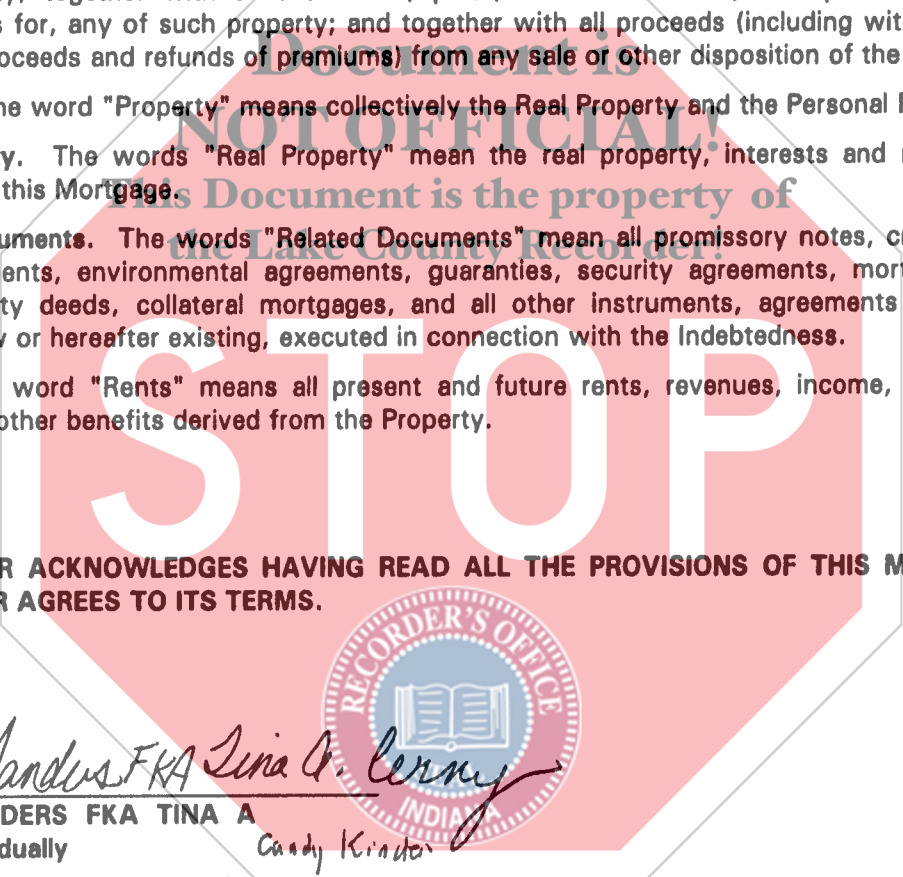 s for, any of such property; and together with all proceeds (including wit
oceeds and refunds of premiums) from any sale or other disposition of the
Document is
ne word "Property" means collectively the Real Property and the Personal
NOT OFFICIAL!
ty. The words "Real Property" mean the real property, interests and
this Mortgage.
This Document is the property of
uments. The words "Related Documents" mean all promissory notes,
the Lake County Recorder!
ents, environmental agreements, guaranties, security agreements, mort
ty deeds, collateral mortgages, and all other instruments, agreements
or hereafter existing, executed in connection with the Indebtedness.
STOP
word "Rents" means all present and future rents, revenues, income,
other benefits derived from the Property.
R ACKNOWLEDGES HAVING READ ALL THE PROVISIONS OF THIS M
R AGREES TO ITS TERMS.
RECORDER'S OFFICE
INDIANA
anders FKA Tina A. Cerney
DERS FKA TINA A
dually
Candy Kinder